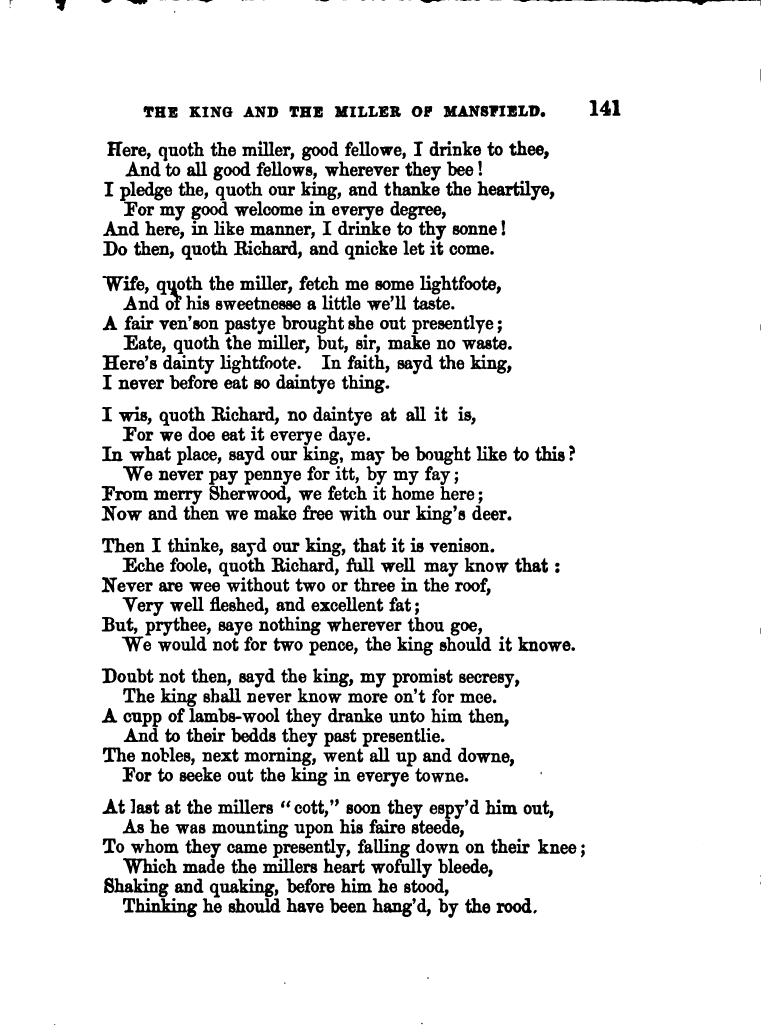 THE KING AND THE MILLER OF MANSFIELD. 141
Here, quoth the miller, good fellowe, I drinke to thee,
And to all good fellows, wherever they bee!
I pledge the, quoth our king, and thanke the heartilye,
For my good welcome in everye degree,
And here, in like manner, I drinke to thy sonne!
Do then, quoth Richard, and qnicke let it come.
Wife, quoth the miller, fetch me some lightfoote,
And of his sweetnesse a little we'll taste.
A fair ven'son pastye brought she out presentlye;
Eate, quoth the miller, but, sir, make no waste.
Here's dainty lightfoote. In faith, sayd the king,
I never before eat so daintye thing.
I wis, quoth Richard, no daintye at all it is,
For we doe eat it everye daye.
In what place, sayd our king, may be bought like to this?
We never pay pennye for itt, by my fay;
From merry Sherwood, we fetch it home here;
Now and then we make free with our king's deer.
Then I thinke, sayd our king, that it is venison.
Eche foole, quoth Richard, full well may know that:
Never are wee without two or three in the roof,
Very well fleshed, and excellent fat;
But, prythee, saye nothing wherever thou goe,
We would not for two pence, the king should it knowe.
Doubt not then, sayd the king, my promist secresy,
The king shall never know more on't for mee.
A cupp of lambs-wool they dranke unto him then,
And to their bedds they past presentlie.
The nobles, next morning, went all up and downe,
For to seeke out the king in everye towne.
At last at the millers "cott," soon they espy'd him out,
As he was mounting upon his faire steede,
To whom they came presently, falling down on their knee;
Which made the millers heart wofully bleede,
Shaking and quaking, before him he stood,
Thinking he should have been hang'd, by the rood.